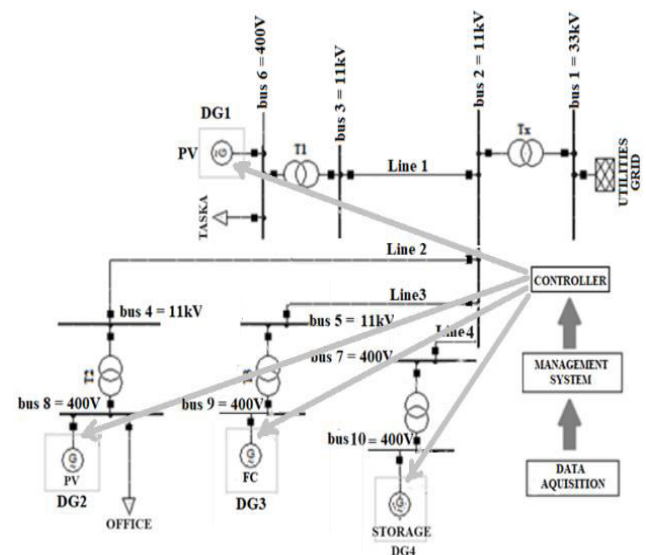 bus 6 = 400V
bus 3 = 11kV
bus 2 = 11kV
bus 1 = 33kV
DG1
PV
T1
Tx
Line 1
UTILITIES
GRID
TASKA
Line 2
CONTROLLER
Line3
bus 4 = 11kV
bus 5 = 11kV
Line4
bus 7 = 400V
T2
MANAGEMENT
SYSTEM
bus 8 = 400V
bus 9 = 400V
bus10 = 400V
G
PV
DG2
G
FC
DG3
OFFICE
DATA
AQUISITION
G
STORAGE
DG4